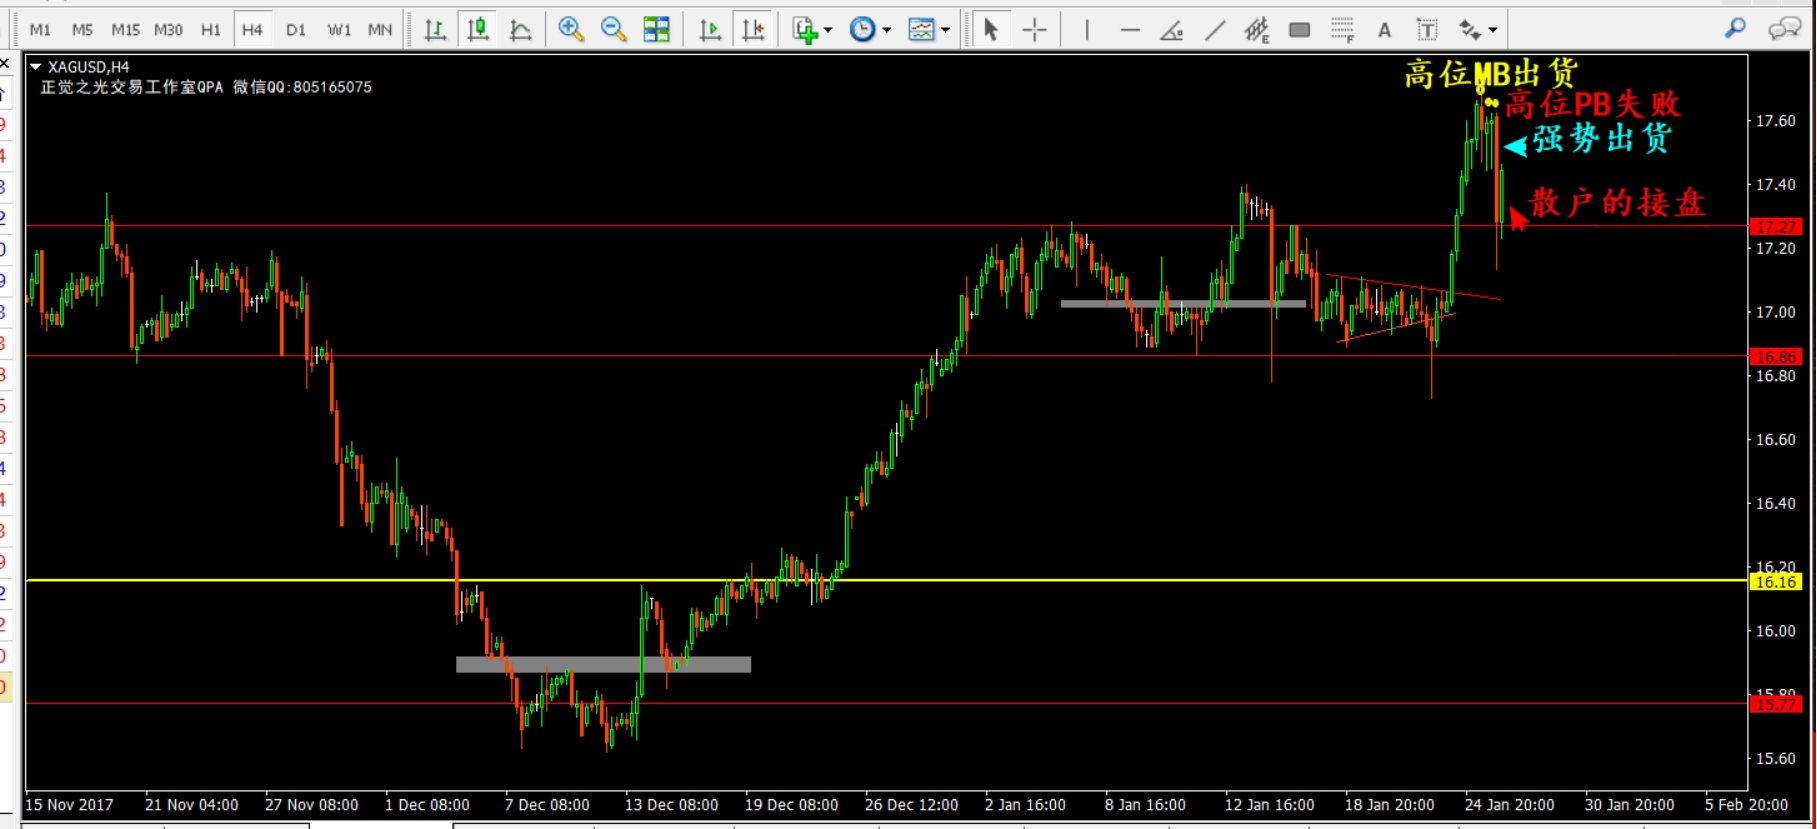 M1 M5 M15 M30 H1 H4 D1 W1 MN
E F A T
XAGUSD,H4
正觉之光交易工作室QPA 微信QQ:805165075
高位MB出货
高位PB失败
强势出货
散户的接盘
17.60
17.40
17.27
17.20
17.00
16.86
16.80
16.60
16.40
16.20
16.16
16.00
15.80
15.77
15.60
15 Nov 2017 21 Nov 04:00 27 Nov 08:00 1 Dec 08:00 7 Dec 08:00 13 Dec 08:00 19 Dec 08:00 26 Dec 12:00 2 Jan 16:00 8 Jan 16:00 12 Jan 16:00 18 Jan 20:00 24 Jan 20:00 30 Jan 20:00 5 Feb 20:00